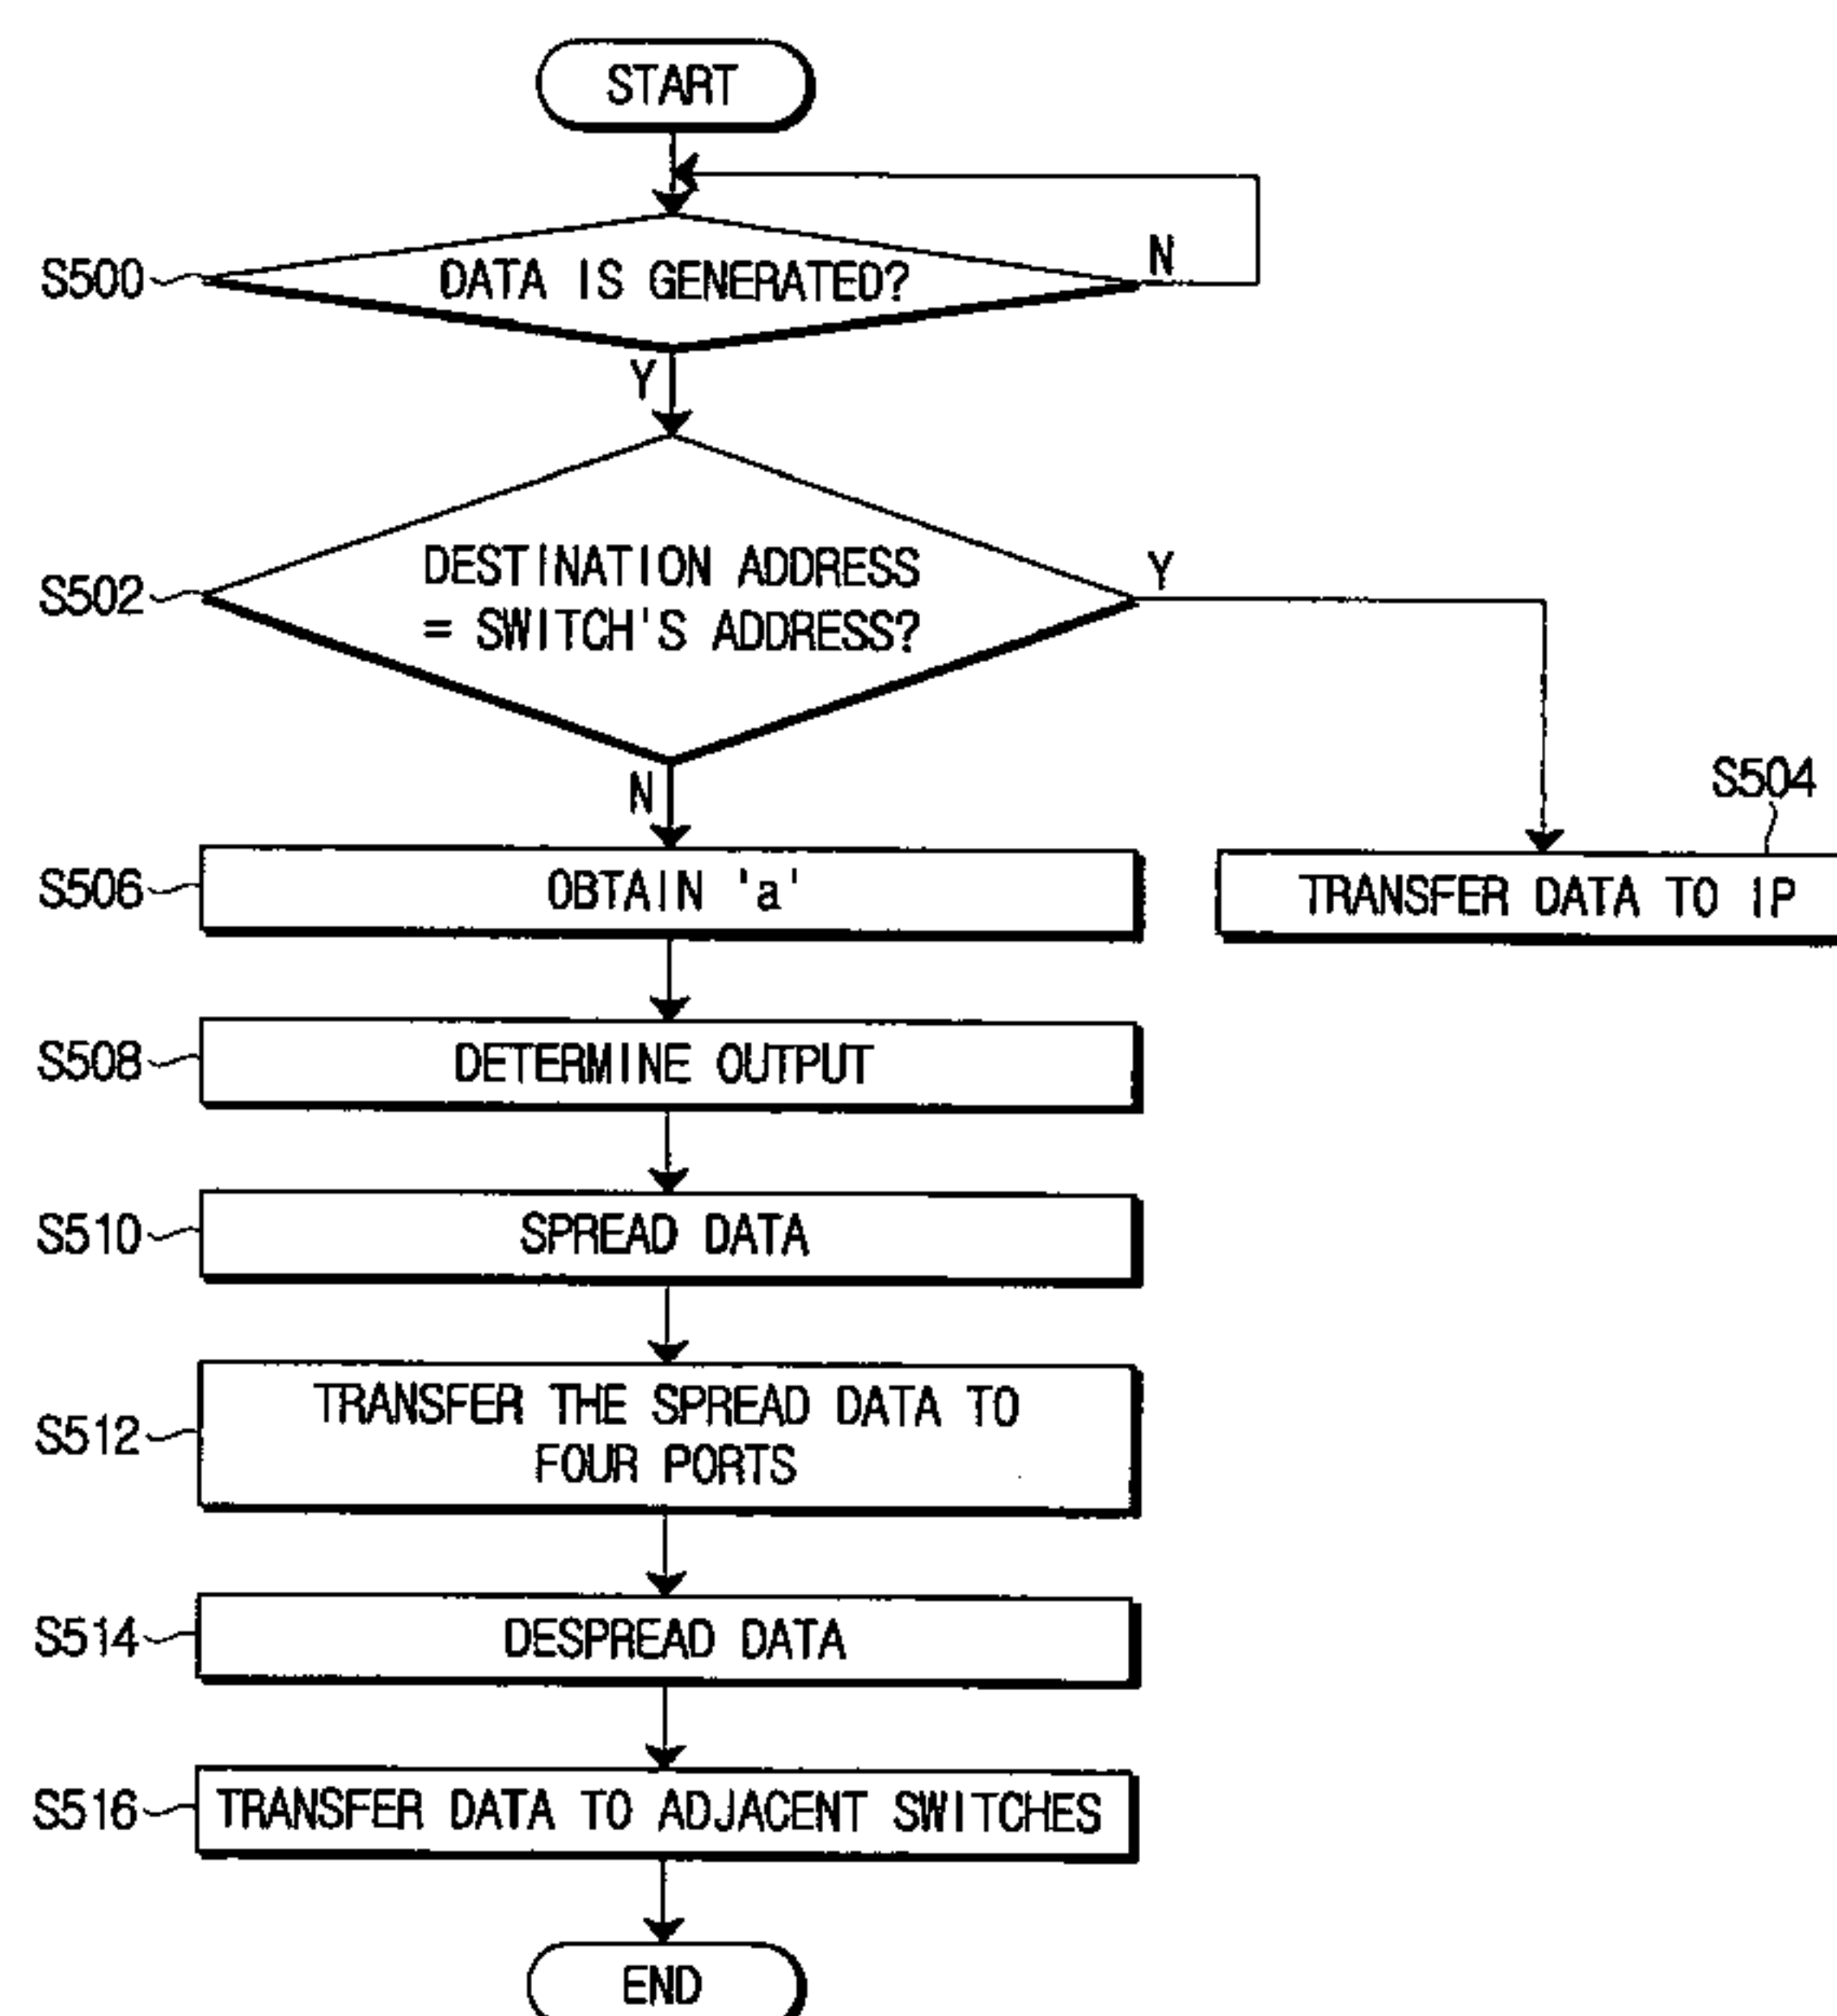 START
S500
DATA IS GENERATED?
N
Y
S502
DESTINATION ADDRESS
= SWITCH'S ADDRESS?
Y
N
S504
TRANSFER DATA TO IP
S506
OBTAIN 'a'
S508
DETERMINE OUTPUT
S510
SPREAD DATA
S512
TRANSFER THE SPREAD DATA TO
FOUR PORTS
S514
DESPREAD DATA
S516
TRANSFER DATA TO ADJACENT SWITCHES
END